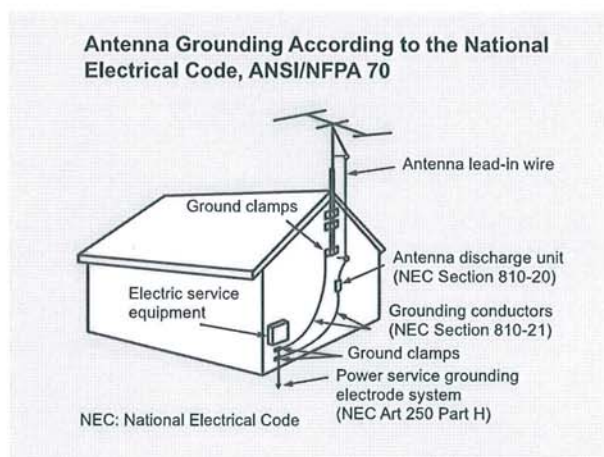 Antenna Grounding According to the National
Electrical Code, ANSI/NFPA 70
Antenna lead-in wire
Ground clamps
Antenna discharge unit
(NEC Section 810-20)
Electric service
equipment
Grounding conductors
(NEC Section 810-21)
Ground clamps
Power service grounding
electrode system
(NEC Art 250 Part H)
NEC: National Electrical Code